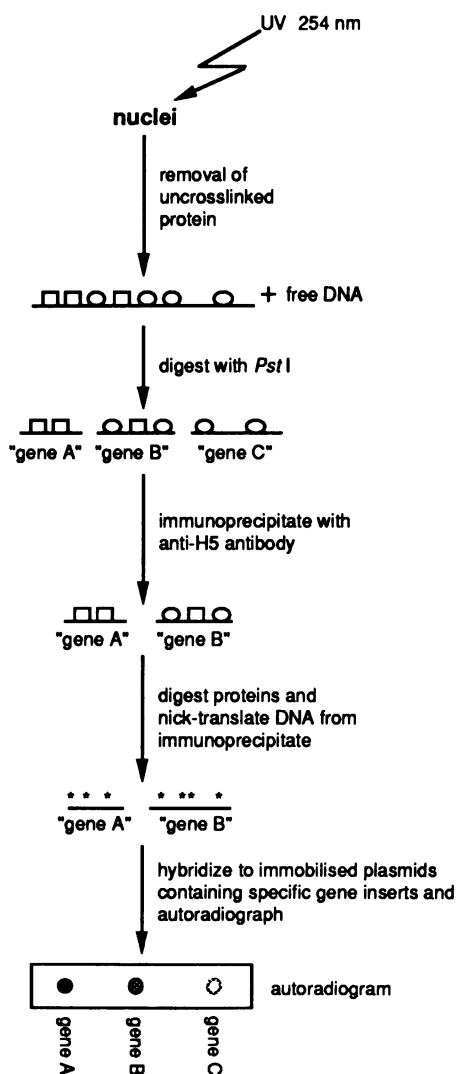 UV 254 nm
nuclei
removal of
uncrosslinked
protein
+ free DNA
digest with Pst I
"gene A" "gene B" "gene C"
immunoprecipitate with
anti-H5 antibody
"gene A" "gene B"
digest proteins and
nick-translate DNA from
immunoprecipitate
* * * * ** *
"gene A" "gene B"
hybridize to immobilised plasmids
containing specific gene inserts and
autoradiograph
autoradiogram
gene A
gene B
gene C